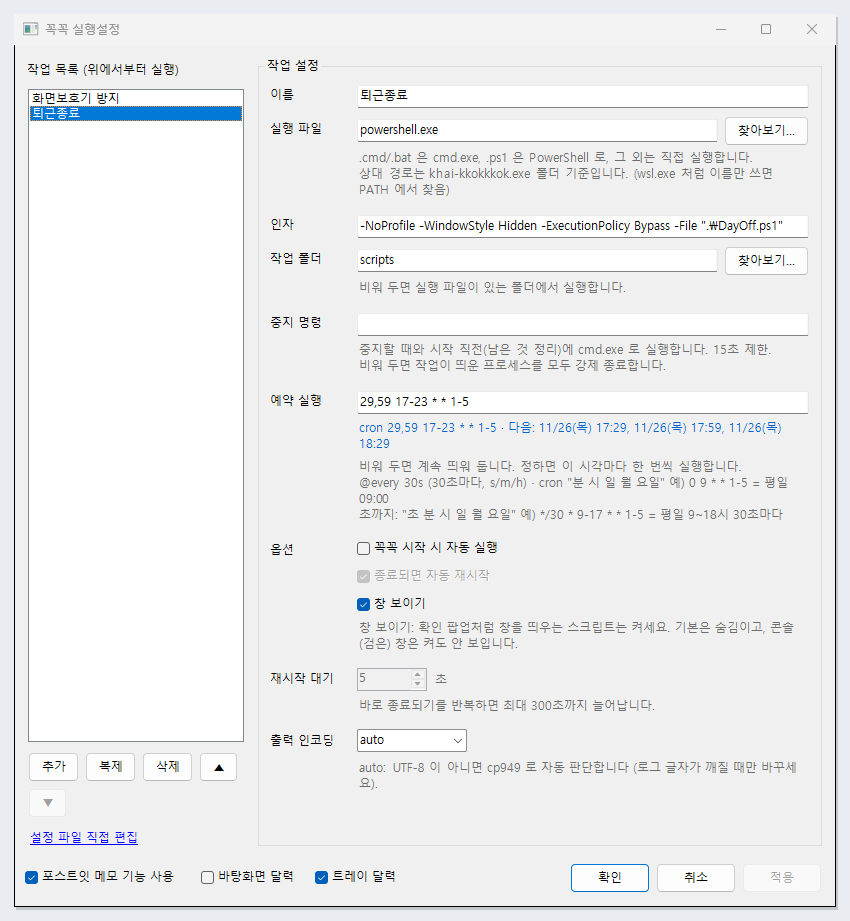 꼭꼭 실행설정
작업 목록 (위에서부터 실행)
화면보호기 방지
퇴근종료
추가
복제
삭제
▲
▼
설정 파일 직접 편집
작업 설정
이름
퇴근종료
실행 파일
powershell.exe
찾아보기...
.cmd/.bat 은 cmd.exe, .ps1 은 PowerShell 로, 그 외는 직접 실행합니다.
상대 경로는 khai-kkokkkok.exe 폴더 기준입니다. (wsl.exe 처럼 이름만 쓰면
PATH 에서 찾음)
인자
-NoProfile -WindowStyle Hidden -ExecutionPolicy Bypass -File ".₩DayOff.ps1"
작업 폴더
scripts
찾아보기...
비워 두면 실행 파일이 있는 폴더에서 실행합니다.
중지 명령
중지할 때와 시작 직전(남은 것 정리)에 cmd.exe 로 실행합니다. 15초 제한.
비워 두면 작업이 띄운 프로세스를 모두 강제 종료합니다.
예약 실행
29,59 17-23 * * 1-5
cron 29,59 17-23 * * 1-5 · 다음: 11/26(목) 17:29, 11/26(목) 17:59, 11/26(목)
18:29
비워 두면 계속 띄워 둡니다. 정하면 이 시각마다 한 번씩 실행합니다.
@every 30s (30초마다, s/m/h) · cron "분 시 일 월 요일" 예) 0 9 * * 1-5 = 평일
09:00
초까지: "초 분 시 일 월 요일" 예) */30 * 9-17 * * 1-5 = 평일 9~18시 30초마다
옵션
꼭꼭 시작 시 자동 실행
종료되면 자동 재시작
창 보이기
창 보이기: 확인 팝업처럼 창을 띄우는 스크립트는 켜세요. 기본은 숨김이고, 콘솔
(검은) 창은 켜도 안 보입니다.
재시작 대기
5
초
바로 종료되기를 반복하면 최대 300초까지 늘어납니다.
출력 인코딩
auto
auto: UTF-8 이 아니면 cp949 로 자동 판단합니다 (로그 글자가 깨질 때만 바꾸세
요).
포스트잇 메모 기능 사용
바탕화면 달력
트레이 달력
확인
취소
적용